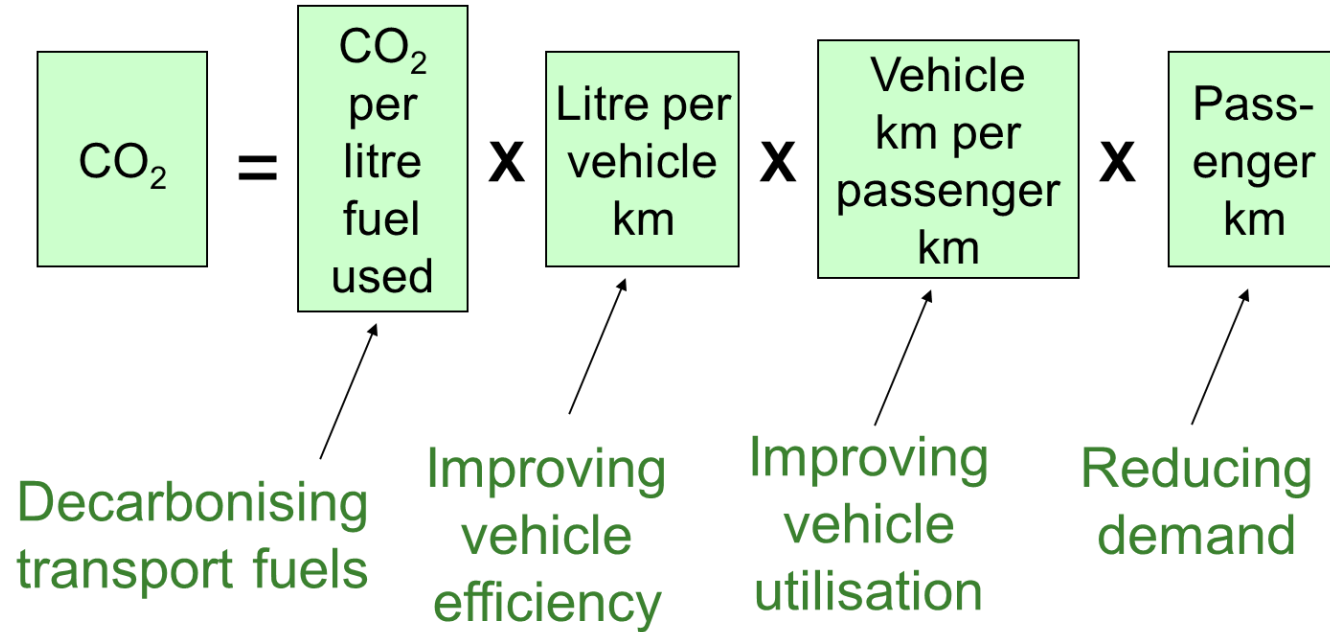 CO₂
=
CO₂
per
litre
fuel
used
X
Litre per
vehicle
km
X
Vehicle
km per
passenger
km
X
Pass-
enger
km
Decarbonising
transport fuels
Improving
vehicle
efficiency
Improving
vehicle
utilisation
Reducing
demand